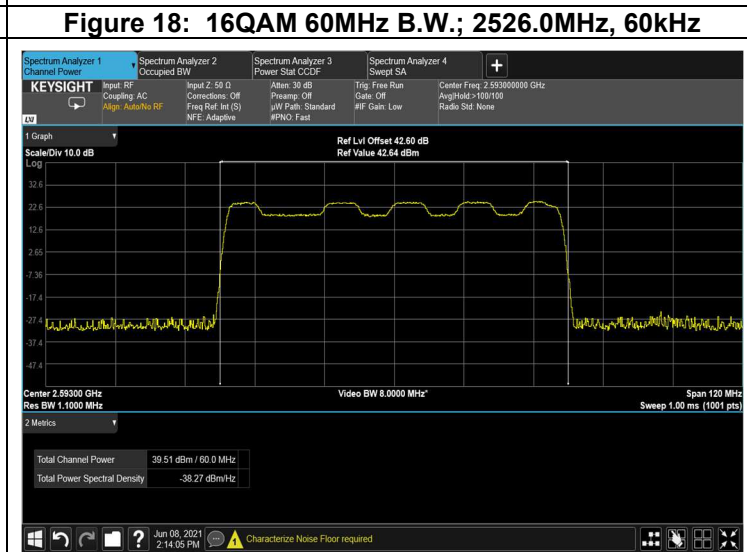 Figure 18: 16QAM 60MHz B.W.; 2526.0MHz, 60kHz
Spectrum Analyzer 1
Channel Power
Spectrum Analyzer 2
Occupied BW
Spectrum Analyzer 3
Power Stat CCDF
Spectrum Analyzer 4
Swept SA
KEYSIGHT
LXI
Input: RF
Coupling: AC
Align: Auto/No RF
Input Z: 50 Ω
Corrections: Off
Freq Ref: Int (S)
NFE: Adaptive
Atten: 30 dB
Preamp: Off
µW Path: Standard
#PNO: Fast
Trig: Free Run
Gate: Off
#IF Gain: Low
Center Freq: 2.593000000 GHz
Avg|Hold:>100/100
Radio Std: None
1 Graph
Scale/Div 10.0 dB
Ref Lvl Offset 42.60 dB
Ref Value 42.64 dBm
Log
32.6
22.6
12.6
2.65
-7.36
-17.4
-27.4
-37.4
-47.4
Center 2.59300 GHz
Res BW 1.1000 MHz
Video BW 8.0000 MHz*
Span 120 MHz
Sweep 1.00 ms (1001 pts)
2 Metrics
Total Channel Power 39.51 dBm / 60.0 MHz
Total Power Spectral Density -38.27 dBm/Hz
Jun 08, 2021
2:14:05 PM
1
Characterize Noise Floor required